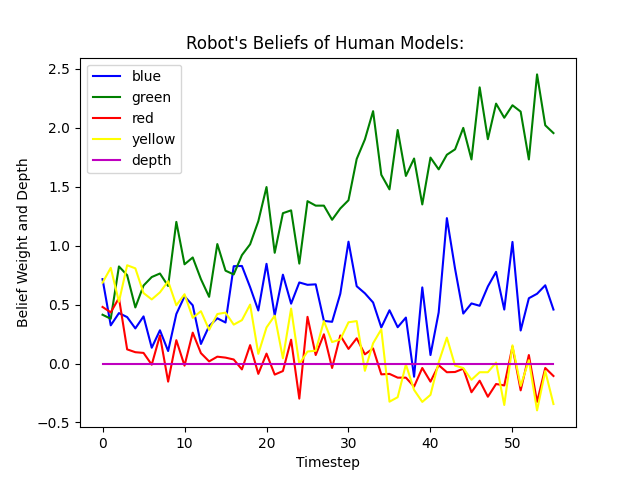 Robot's Beliefs of Human Models:
2.5
2.0
1.5
1.0
0.5
0.0
−0.5
Belief Weight and Depth
blue
green
red
yellow
depth
0 10 20 30 40 50
Timestep